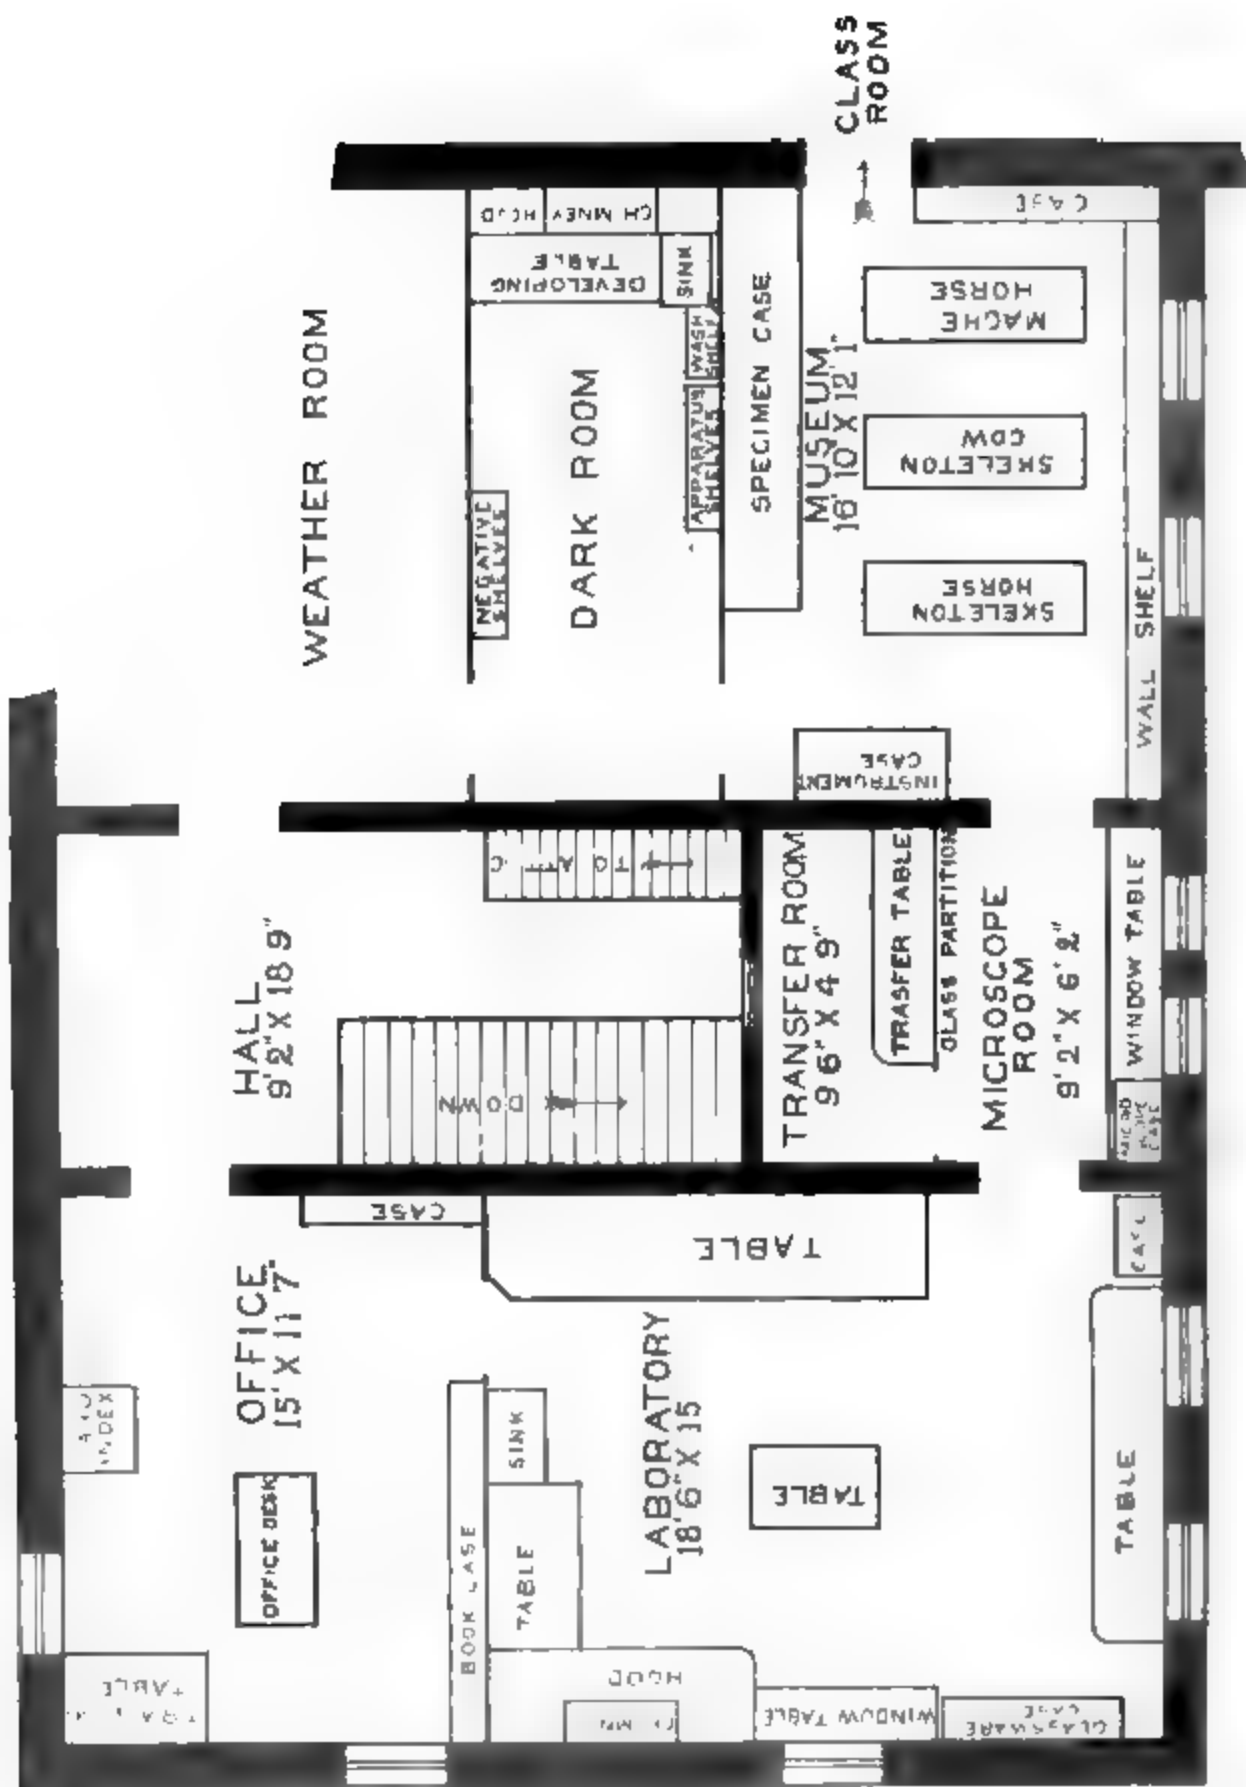 CLASS
ROOM
WEATHER ROOM
CHIMNEY
HOOD
DEVELOPING
TABLE
SINK
WASH
SHELF
APPARATUS
SHELVES
NEGATIVE
SHELVES
DARK ROOM
SPECIMEN CASE
MUSEUM
16' 10" X 12' 1"
CASE
MACHE
HORSE
SKELETON
COW
SKELETON
HORSE
WALL SHELF
INSTRUMENT
CASE
HALL
9' 2" X 18 9"
TO
DOWN
TRANSFER ROOM
9 6" X 4 9"
TRASFER TABLE
GLASS PARTITION
MICROSCOPE
ROOM
9' 2" X 6' 2"
WINDOW TABLE
CASE
OFFICE
15' X 11 7"
CASE
TABLE
INDEX
OFFICE DESK
TABLE
BOOK CASE
SINK
TABLE
HOOD
LABORATORY
18' 6" X 15
TABLE
TABLE
WINDOW TABLE
GLASSWARE
CASE